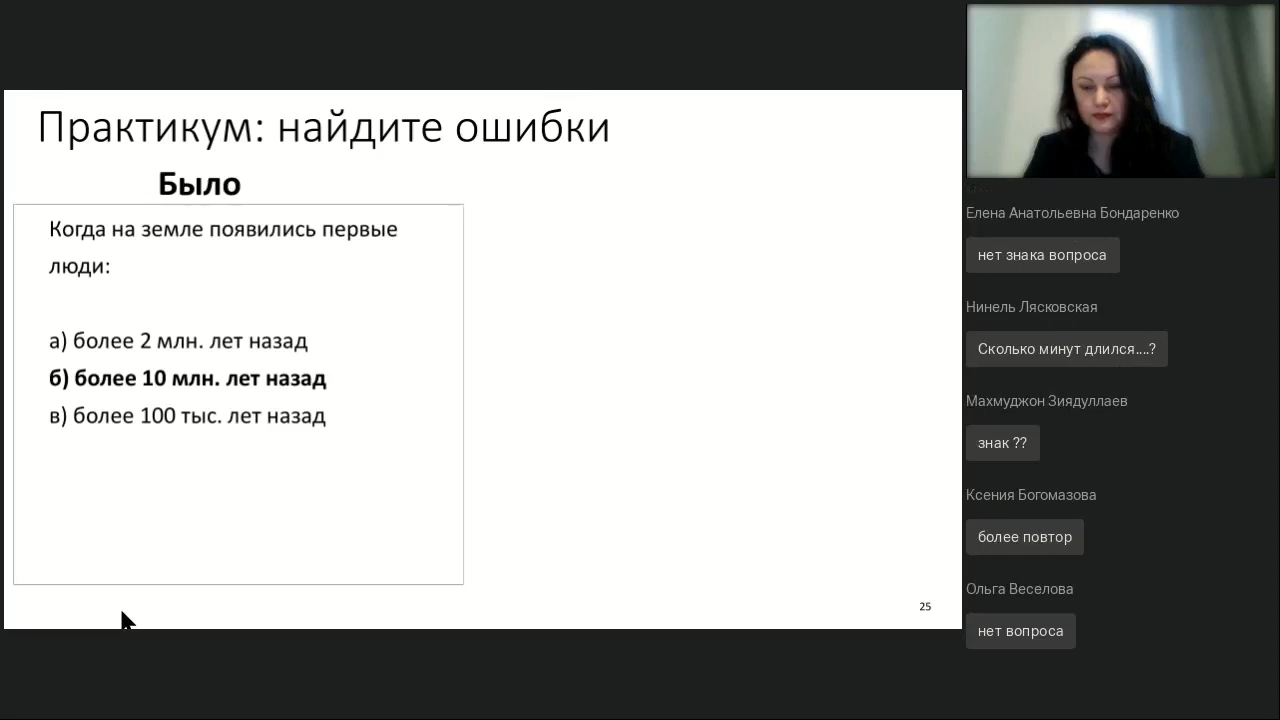 Практикум: найдите ошибки
Было
Когда на земле появились первые
люди:
а) более 2 млн. лет назад
б) более 10 млн. лет назад
в) более 100 тыс. лет назад
25
Елена Анатольевна Бондаренко
нет знака вопроса
Нинель Лясковская
Сколько минут длился....?
Махмуджон Зиядуллаев
знак ??
Ксения Богомазова
более повтор
Ольга Веселова
нет вопроса